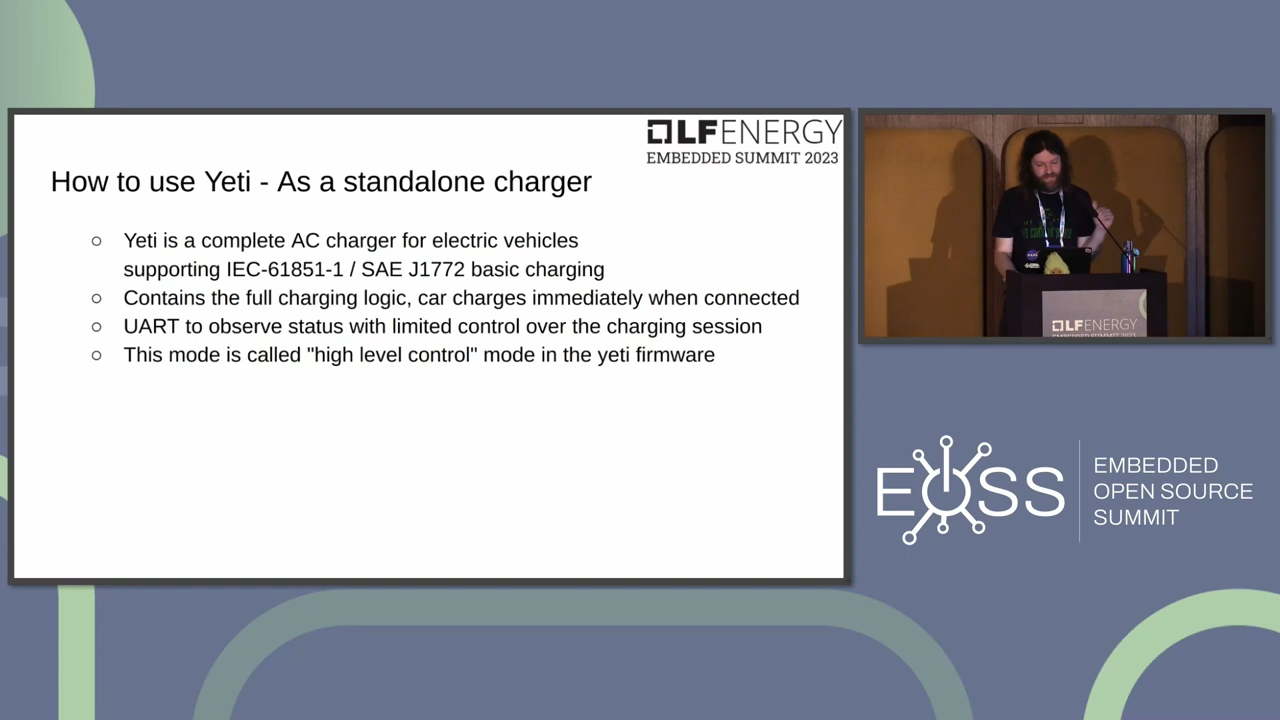 LFENERGY
EMBEDDED SUMMIT 2023
How to use Yeti - As a standalone charger
Yeti is a complete AC charger for electric vehicles
supporting IEC-61851-1 / SAE J1772 basic charging
Contains the full charging logic, car charges immediately when connected
UART to observe status with limited control over the charging session
This mode is called "high level control" mode in the yeti firmware
LFENERGY
EMBEDDED SUMMIT 2023
EOSS
EMBEDDED
OPEN SOURCE
SUMMIT